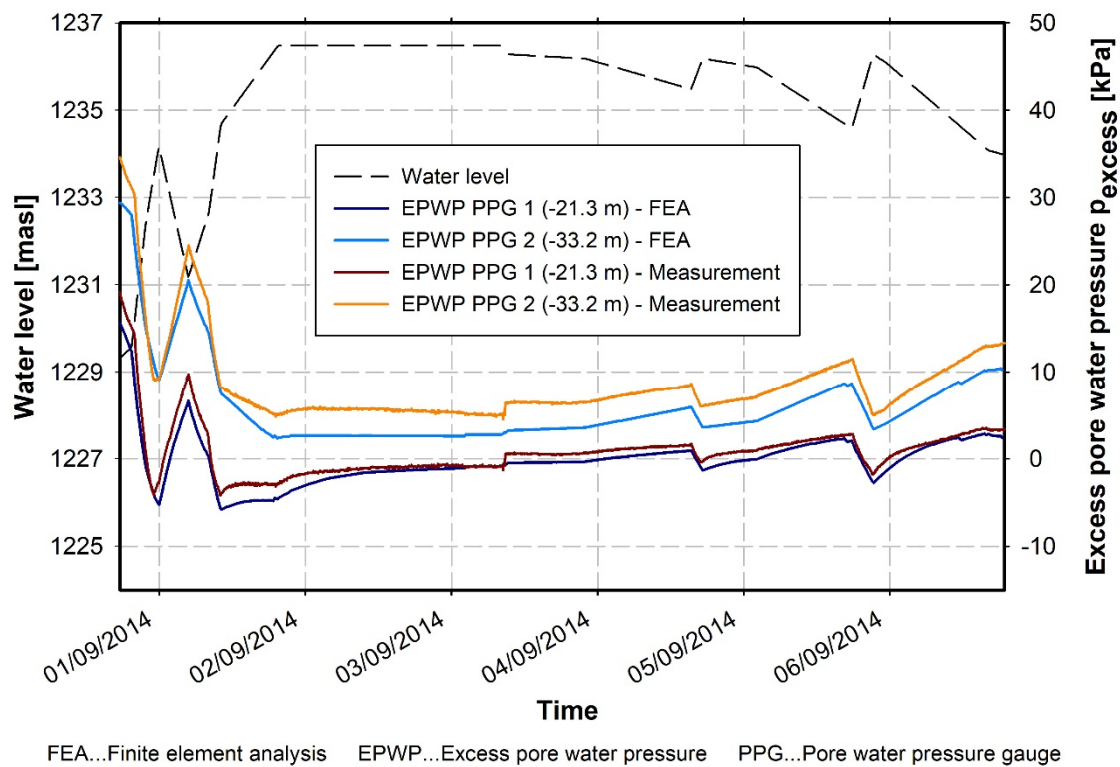 1237
1235
1233
1231
1229
1227
1225
Water level [masl]
50
40
30
20
10
0
-10
Excess pore water pressure p_excess [kPa]
Water level
EPWP PPG 1 (-21.3 m) - FEA
EPWP PPG 2 (-33.2 m) - FEA
EPWP PPG 1 (-21.3 m) - Measurement
EPWP PPG 2 (-33.2 m) - Measurement
01/09/2014
02/09/2014
03/09/2014
04/09/2014
05/09/2014
06/09/2014
Time
FEA...Finite element analysis EPWP...Excess pore water pressure PPG...Pore water pressure gauge